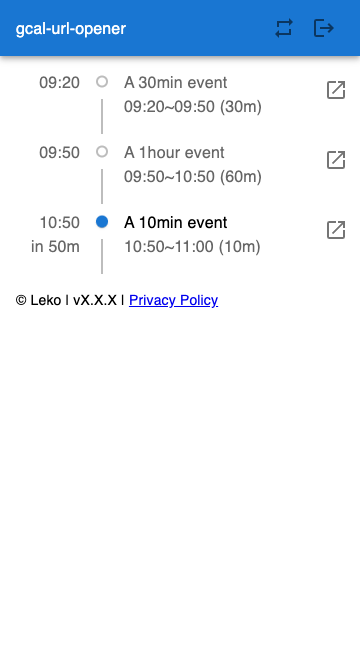 gcal-url-opener
09:20 A 30min event
09:20~09:50 (30m)
09:50 A 1hour event
09:50~10:50 (60m)
10:50 A 10min event
in 50m 10:50~11:00 (10m)
© Leko | vX.X.X | Privacy Policy